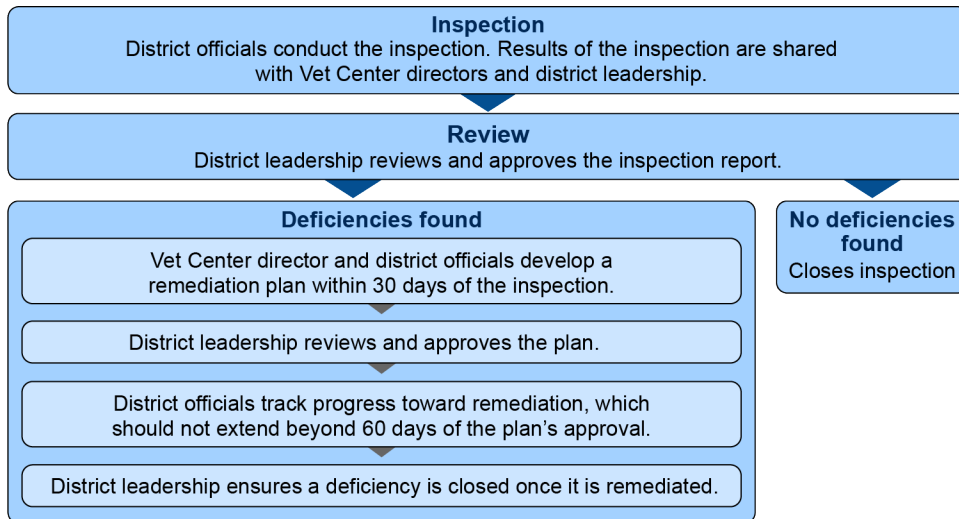 Inspection
District officials conduct the inspection. Results of the inspection are shared
with Vet Center directors and district leadership.
Review
District leadership reviews and approves the inspection report.
Deficiencies found
Vet Center director and district officials develop a
remediation plan within 30 days of the inspection.
District leadership reviews and approves the plan.
District officials track progress toward remediation, which
should not extend beyond 60 days of the plan’s approval.
District leadership ensures a deficiency is closed once it is remediated.
No deficiencies
found
Closes inspection